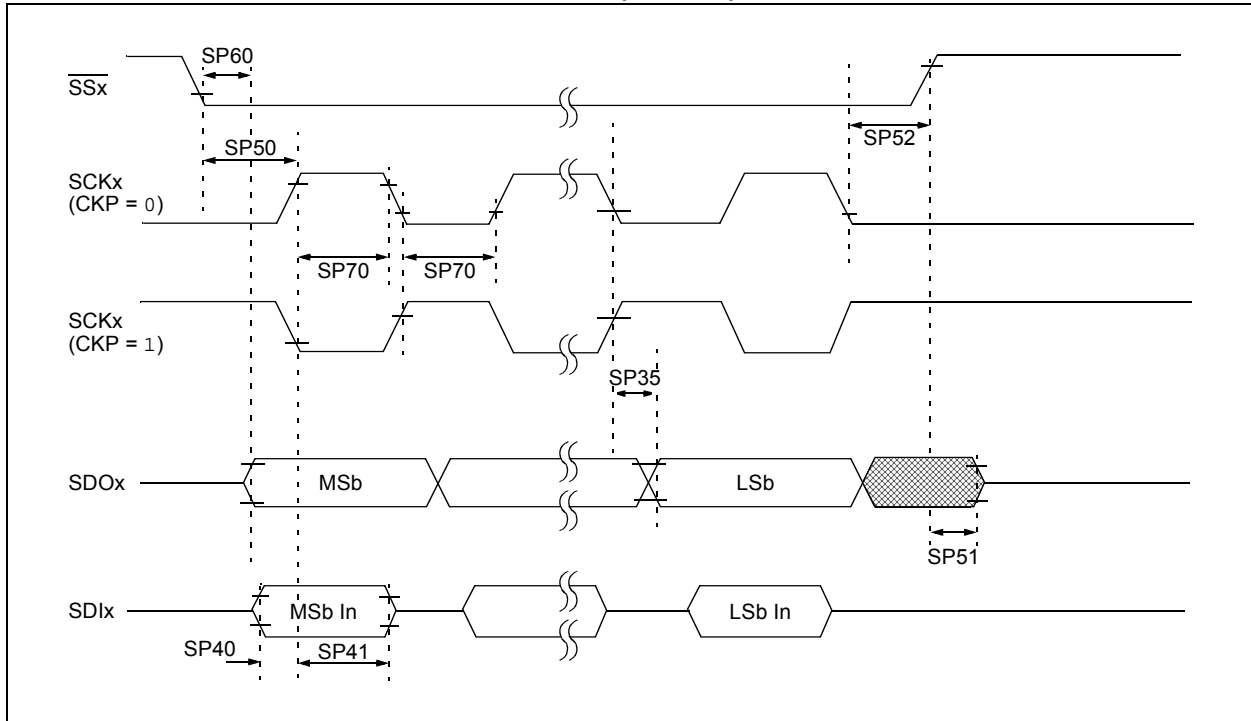 SP60
SSx
SP52
SP50
SCKx
(CKP = 0)
SP70
SP70
SCKx
(CKP = 1)
SP35
SDOx
MSb
LSb
SP51
SDIx
MSb In
LSb In
SP40
SP41